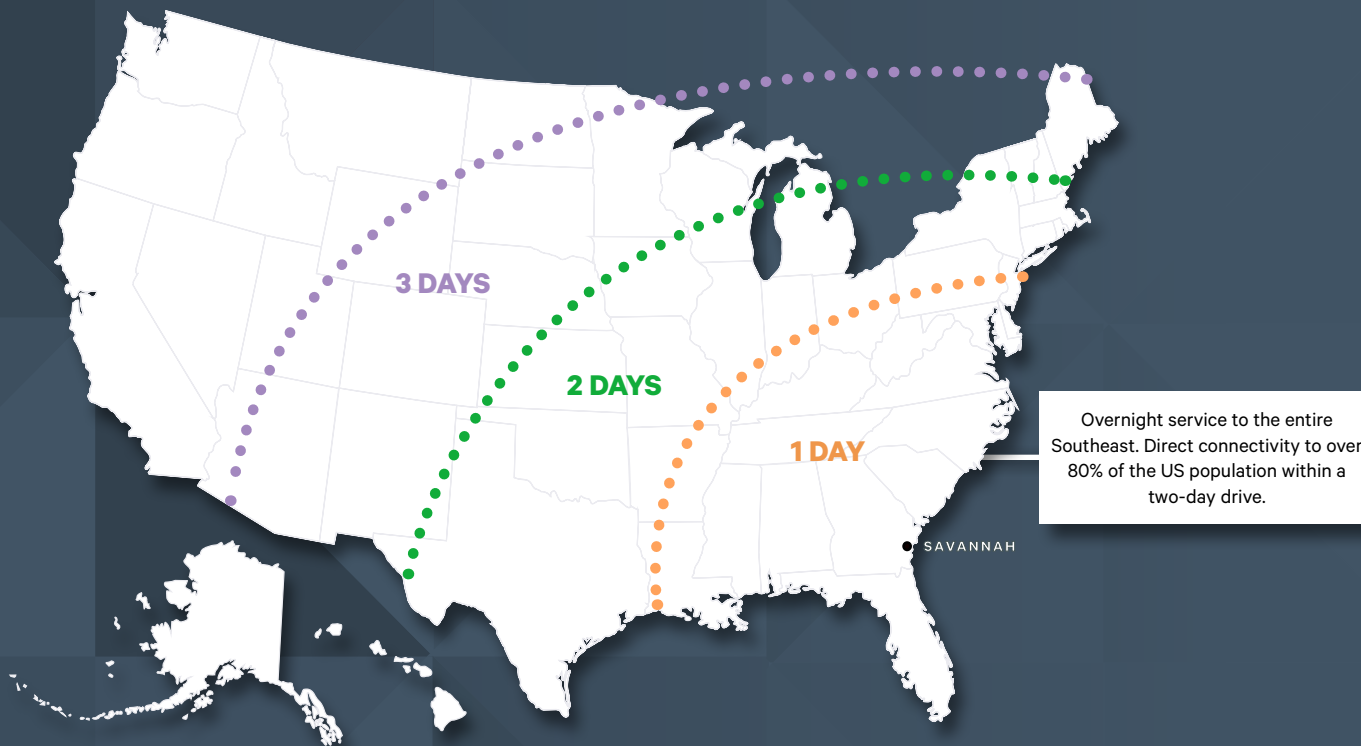 3 DAYS
2 DAYS
1 DAY
Overnight service to the entire
Southeast. Direct connectivity to over
80% of the US population within a
two-day drive.
SAVANNAH